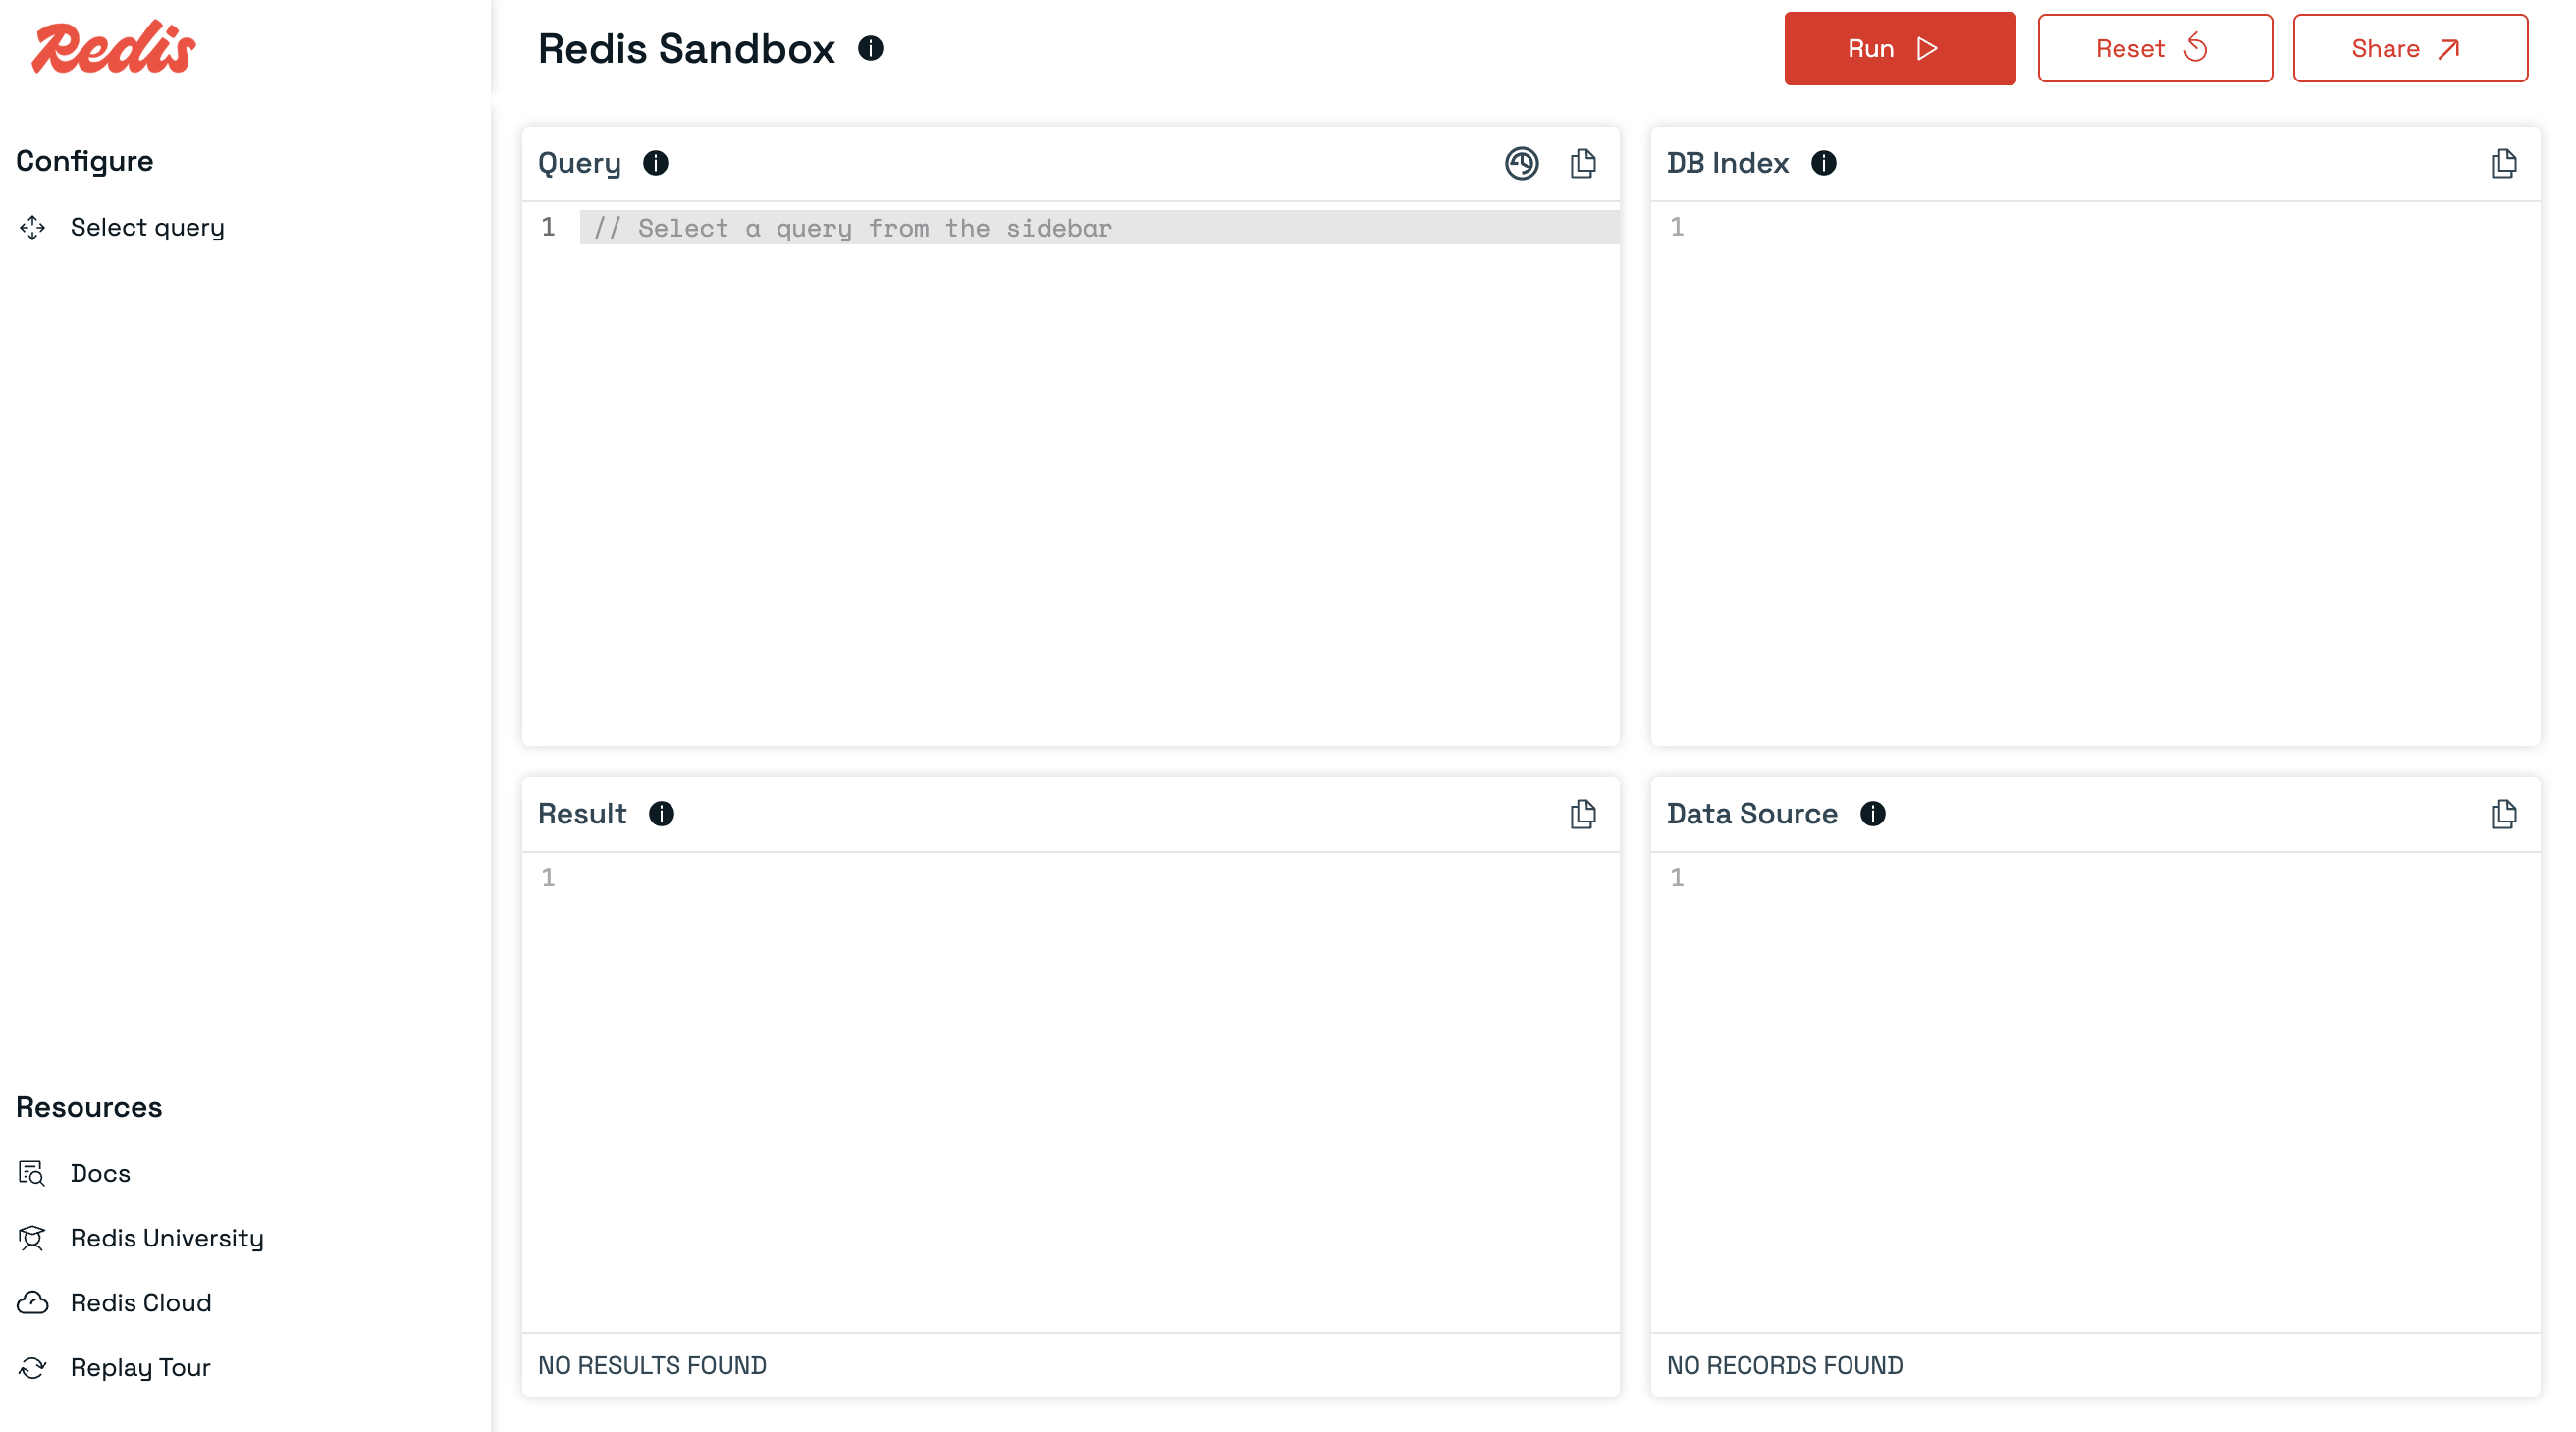 Redis
Configure
Select query
Resources
Docs
Redis University
Redis Cloud
Replay Tour
Redis Sandbox
Run
Reset
Share
Query
1 // Select a query from the sidebar
DB Index
1
Result
1
NO RESULTS FOUND
Data Source
1
NO RECORDS FOUND